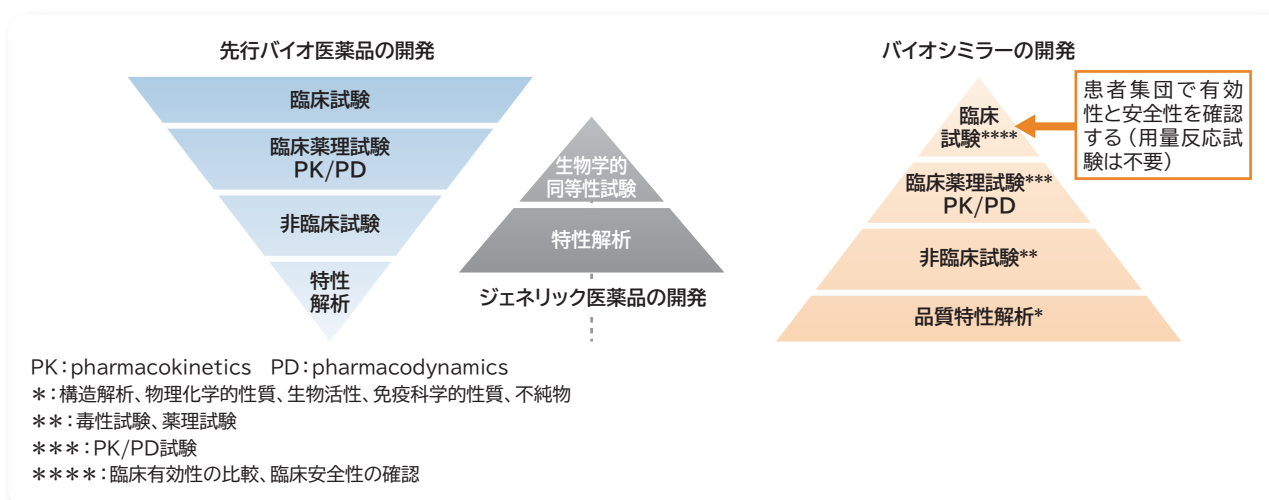 先行バイオ医薬品の開発
臨床試験
臨床薬理試験
PK/PD
非臨床試験
特性
解析
生物学的
同等性試験
特性解析
ジェネリック医薬品の開発
バイオシミラーの開発
臨床
試験****
臨床薬理試験***
PK/PD
非臨床試験**
品質特性解析*
患者集団で有効
性と安全性を確認
する（用量反応試
験は不要）
PK：pharmacokinetics　PD：pharmacodynamics
＊：構造解析、物理化学的性質、生物活性、免疫科学的性質、不純物
＊＊：毒性試験、薬理試験
＊＊＊：PK/PD試験
＊＊＊＊：臨床有効性の比較、臨床安全性の確認